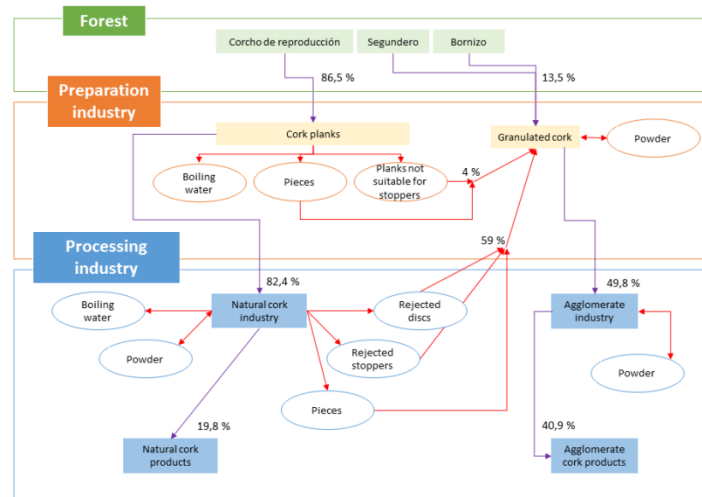 Forest
Corcho de reproducción
Segundero
Bornizo
86,5 %
13,5 %
Preparation
industry
Cork planks
Granulated cork
Powder
Boiling
water
Pieces
Planks not
suitable for
stoppers
4 %
59 %
Processing
industry
82,4 %
49,8 %
Boiling
water
Natural cork
industry
Rejected
discs
Agglomerate
industry
Powder
Rejected
stoppers
Powder
Pieces
19,8 %
40,9 %
Natural cork
products
Agglomerate
cork products